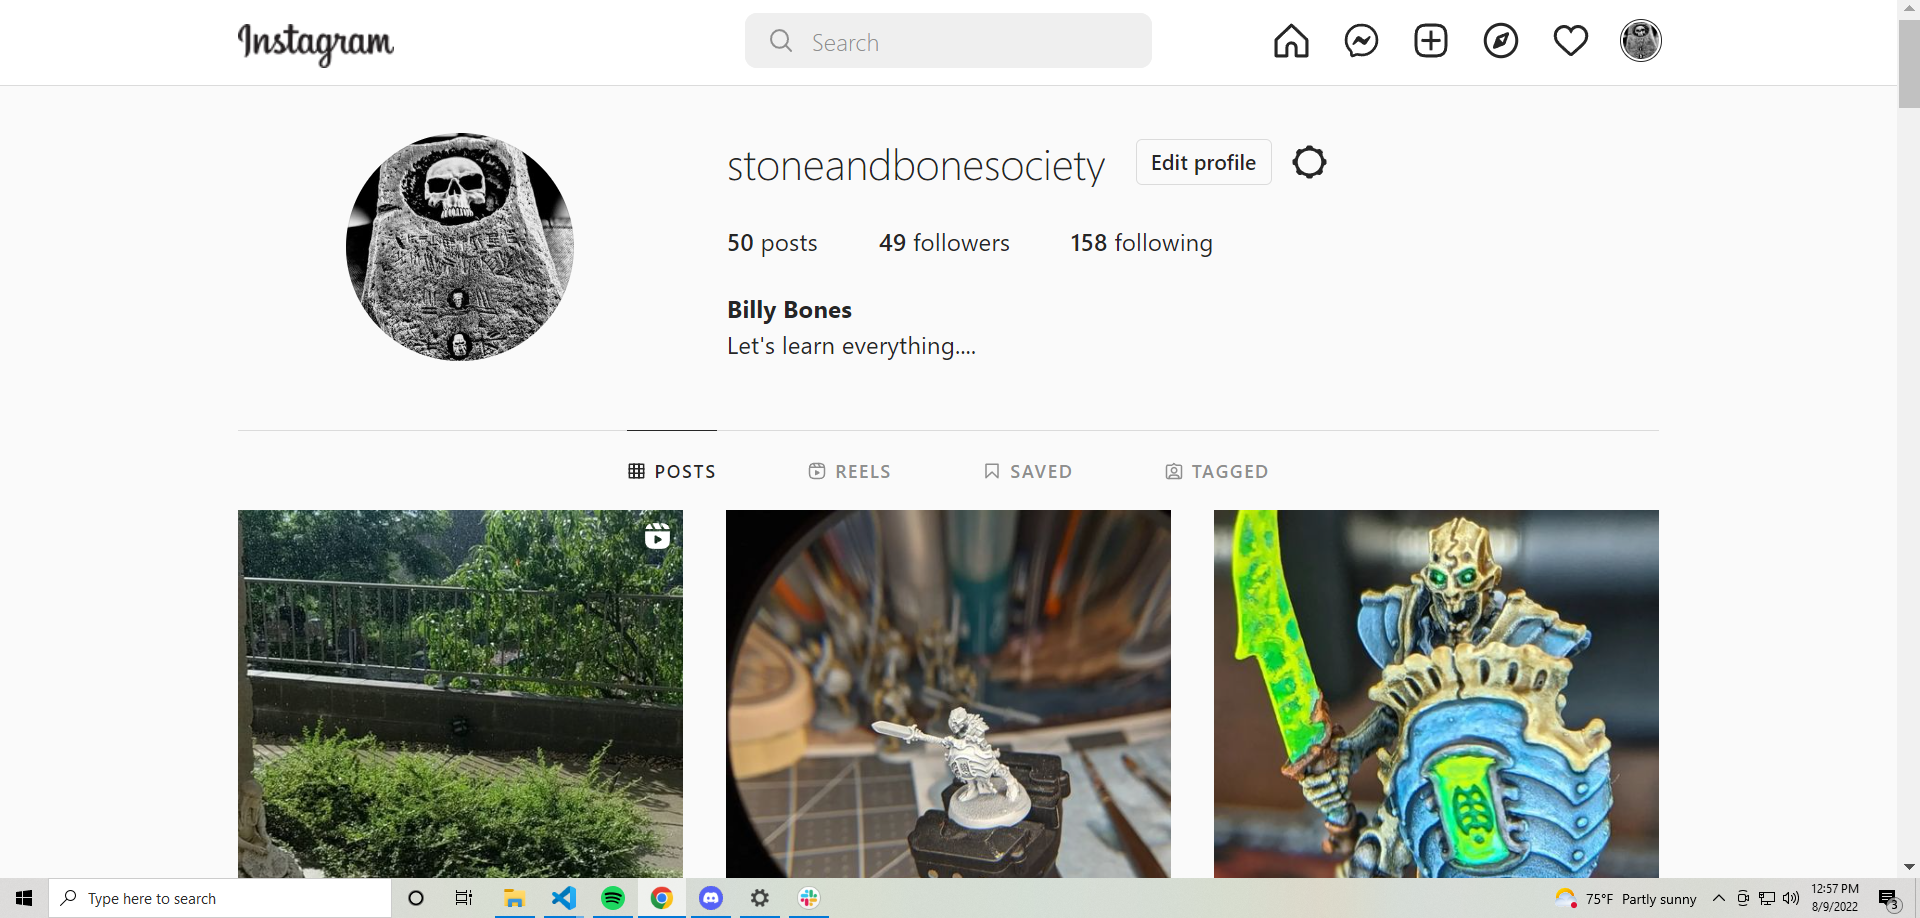 Instagram
Search
stoneandbonesociety
Edit profile
50 posts
49 followers
158 following
Billy Bones
Let's learn everything....
POSTS
REELS
SAVED
TAGGED
Type here to search
75°F Partly sunny
12:57 PM
8/9/2022
3